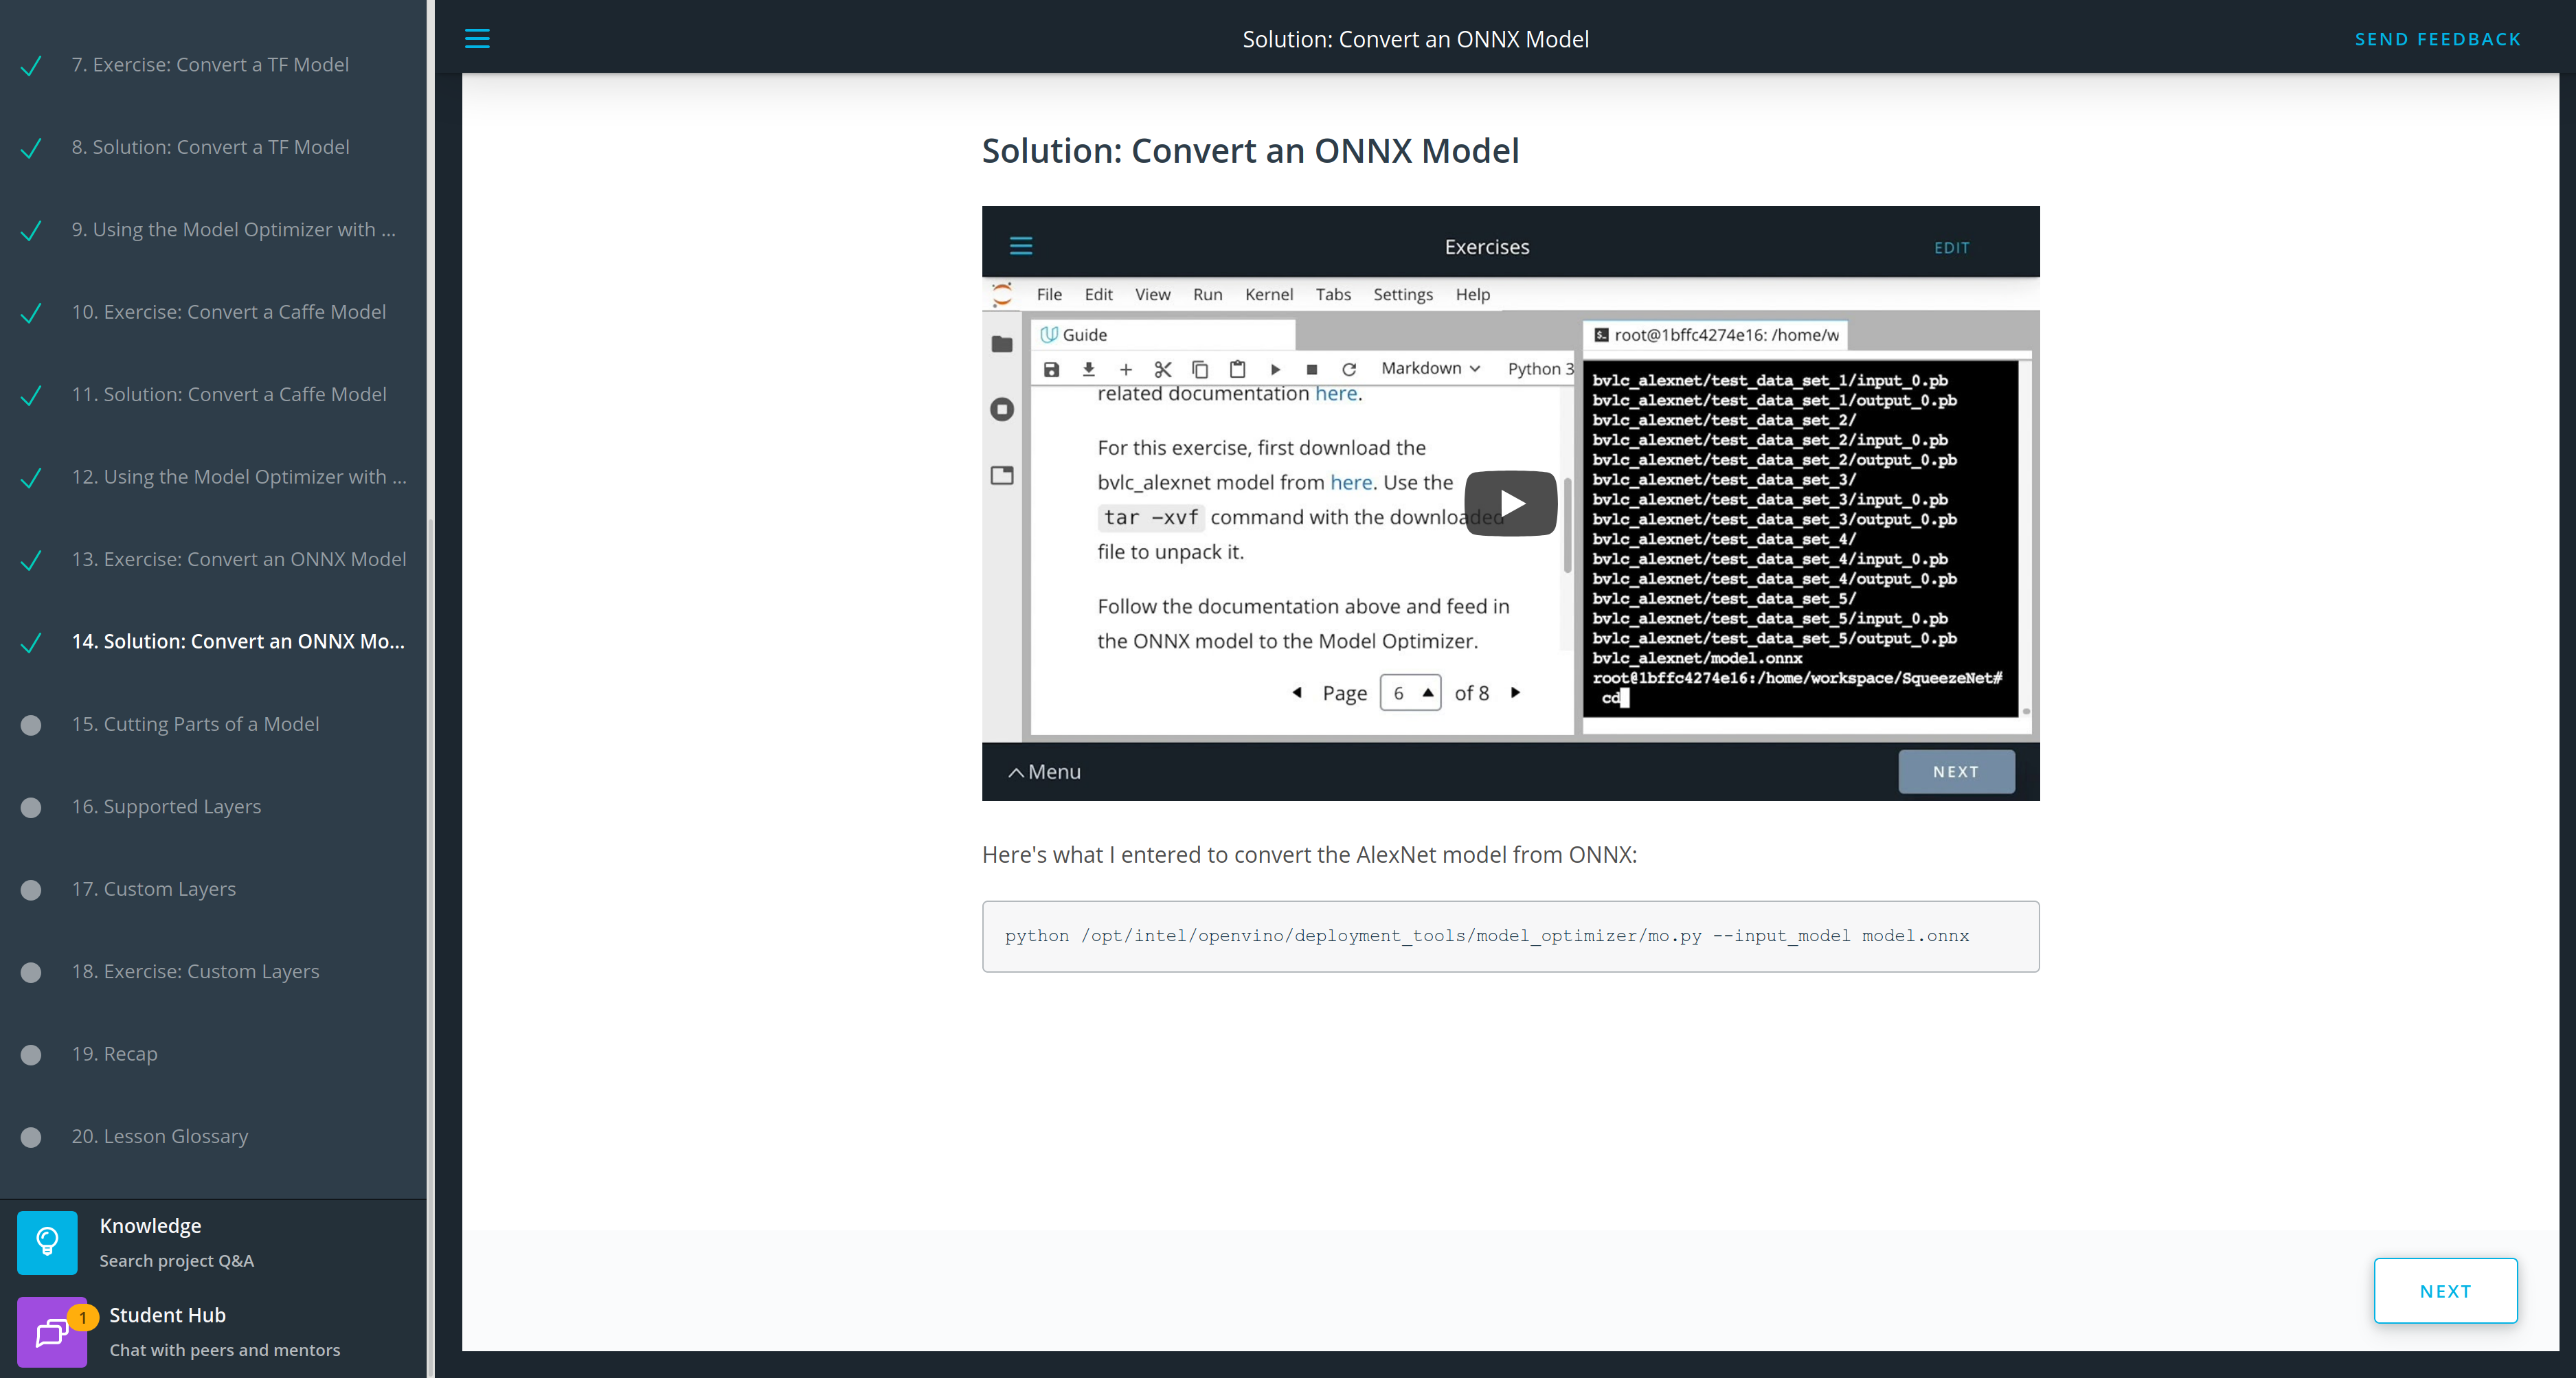 7. Exercise: Convert a TF Model
8. Solution: Convert a TF Model
9. Using the Model Optimizer with ...
10. Exercise: Convert a Caffe Model
11. Solution: Convert a Caffe Model
12. Using the Model Optimizer with ...
13. Exercise: Convert an ONNX Model
14. Solution: Convert an ONNX Mo...
15. Cutting Parts of a Model
16. Supported Layers
17. Custom Layers
18. Exercise: Custom Layers
19. Recap
20. Lesson Glossary
Knowledge
Search project Q&A
1
Student Hub
Chat with peers and mentors
Solution: Convert an ONNX Model
SEND FEEDBACK
Solution: Convert an ONNX Model
Exercises
EDIT
File Edit View Run Kernel Tabs Settings Help
Guide
Markdown Python 3
related documentation here.
For this exercise, first download the
bvlc_alexnet model from here. Use the
tar -xvf command with the downloaded
file to unpack it.
Follow the documentation above and feed in
the ONNX model to the Model Optimizer.
Page 6 of 8
root@1bffc4274e16: /home/w
bvlc_alexnet/test_data_set_1/input_0.pb
bvlc_alexnet/test_data_set_1/output_0.pb
bvlc_alexnet/test_data_set_2/
bvlc_alexnet/test_data_set_2/input_0.pb
bvlc_alexnet/test_data_set_2/output_0.pb
bvlc_alexnet/test_data_set_3/
bvlc_alexnet/test_data_set_3/input_0.pb
bvlc_alexnet/test_data_set_3/output_0.pb
bvlc_alexnet/test_data_set_4/
bvlc_alexnet/test_data_set_4/input_0.pb
bvlc_alexnet/test_data_set_4/output_0.pb
bvlc_alexnet/test_data_set_5/
bvlc_alexnet/test_data_set_5/input_0.pb
bvlc_alexnet/test_data_set_5/output_0.pb
bvlc_alexnet/model.onnx
root@1bffc4274e16:/home/workspace/SqueezeNet#
cd
Menu
NEXT
Here's what I entered to convert the AlexNet model from ONNX:
python /opt/intel/openvino/deployment_tools/model_optimizer/mo.py --input_model model.onnx
NEXT